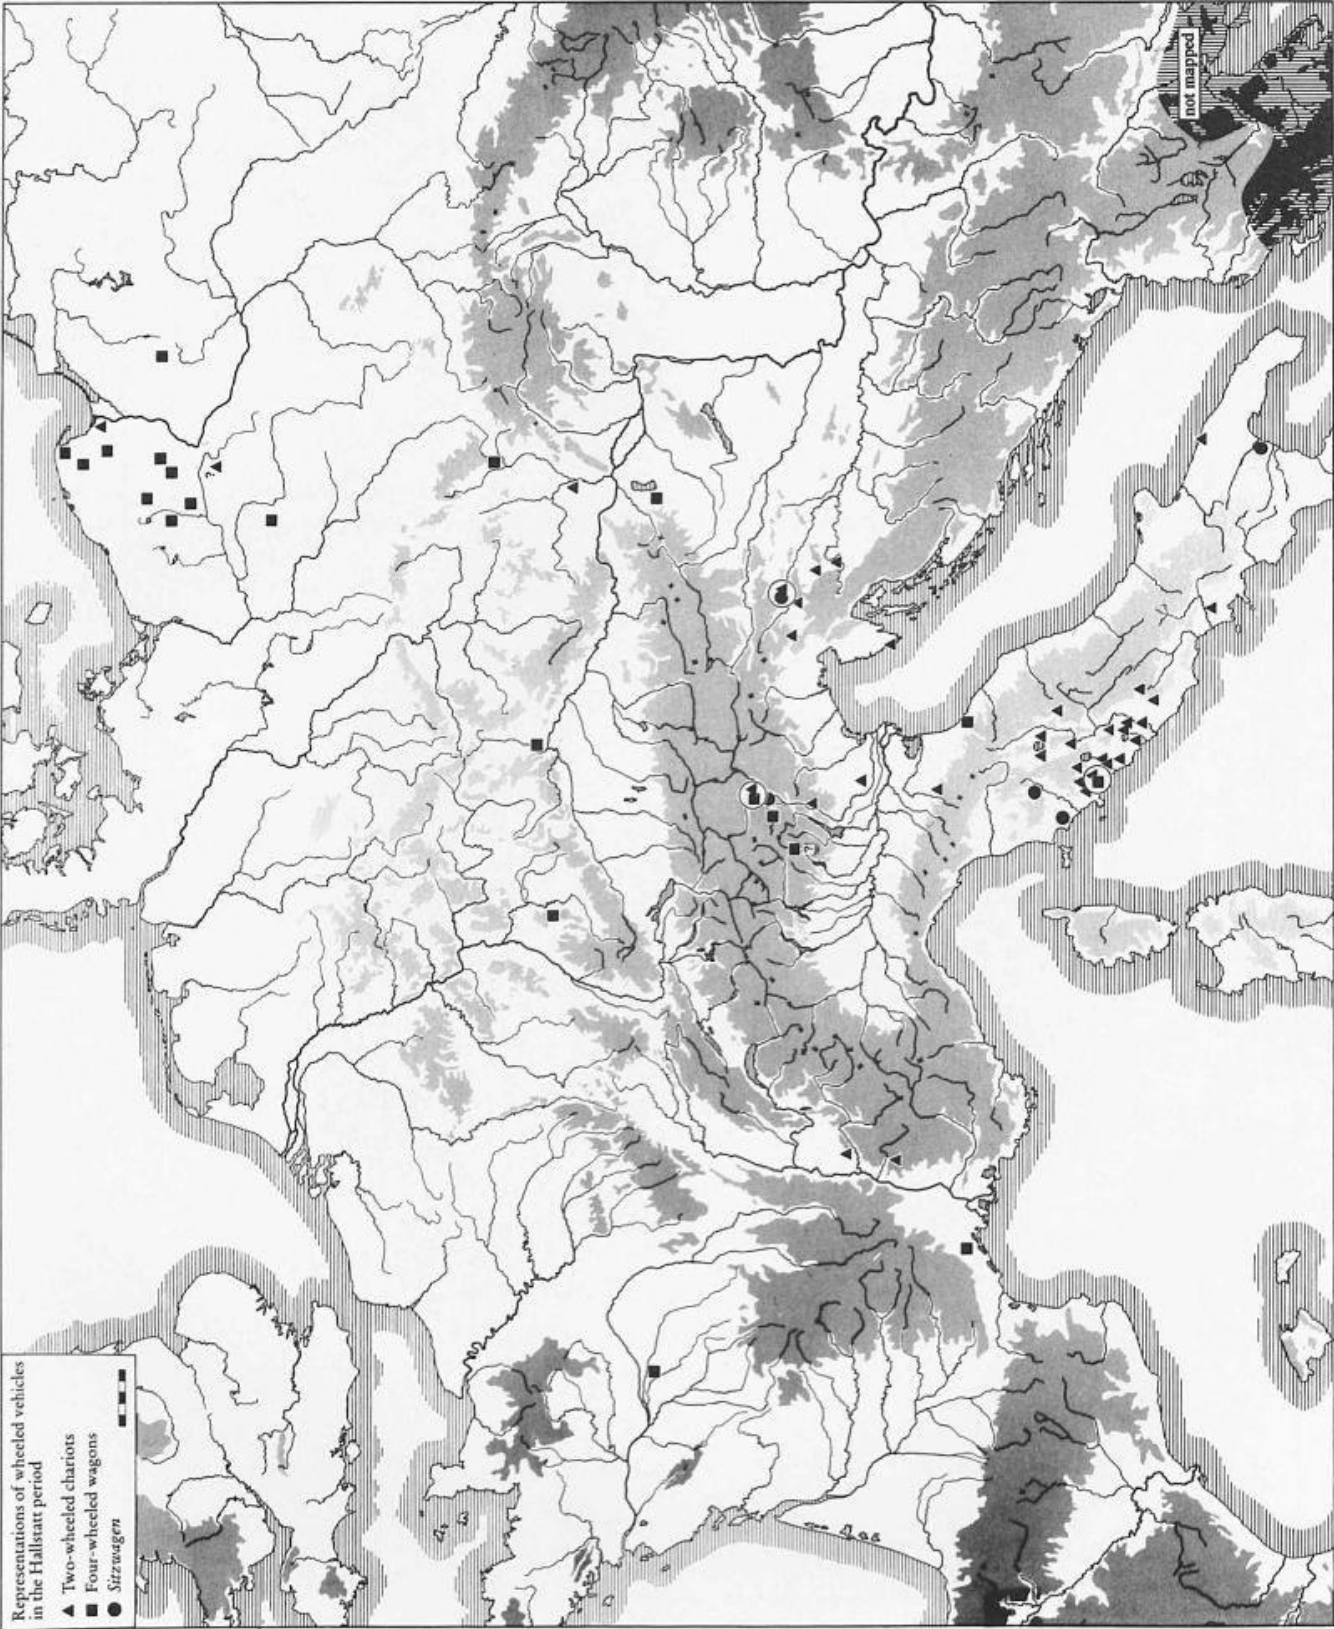 Representations of wheeled vehicles
in the Hallstatt period
Two-wheeled chariots
Four-wheeled wagons
Sitzwagen
not mapped
?
?